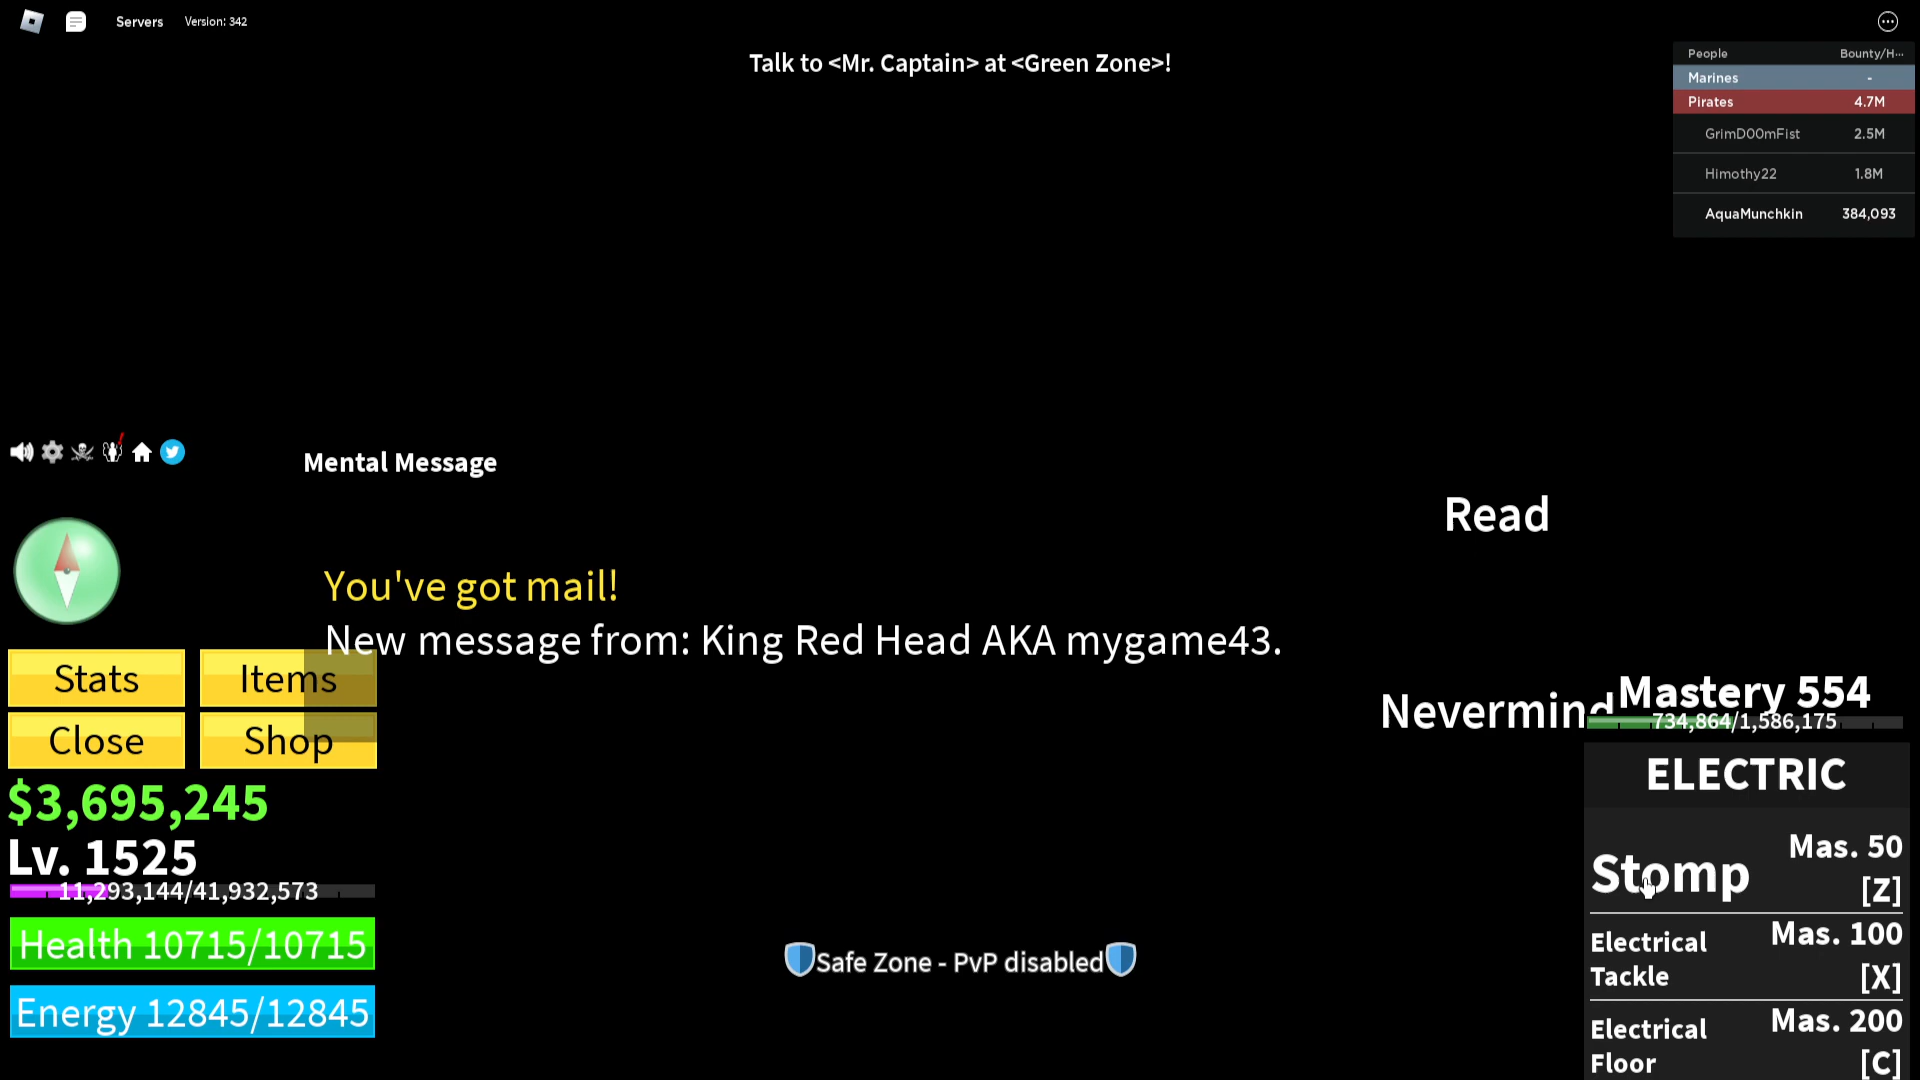 Servers Version: 342
Talk to <Mr. Captain> at <Green Zone>!
People Bounty/H...
Marines -
Pirates 4.7M
GrimD00mFist 2.5M
Himothy22 1.8M
AquaMunchkin 384,093
Mental Message
Read
You've got mail!
New message from: King Red Head AKA mygame43.
Nevermind
Stats Items
Close Shop
$3,695,245
Lv. 1525
11,293,144/41,932,573
Health 10715/10715
Energy 12845/12845
Safe Zone - PvP disabled
Mastery 554
734,864/1,586,175
ELECTRIC
Stomp Mas. 50 [Z]
Electrical Tackle Mas. 100 [X]
Electrical Floor Mas. 200 [C]